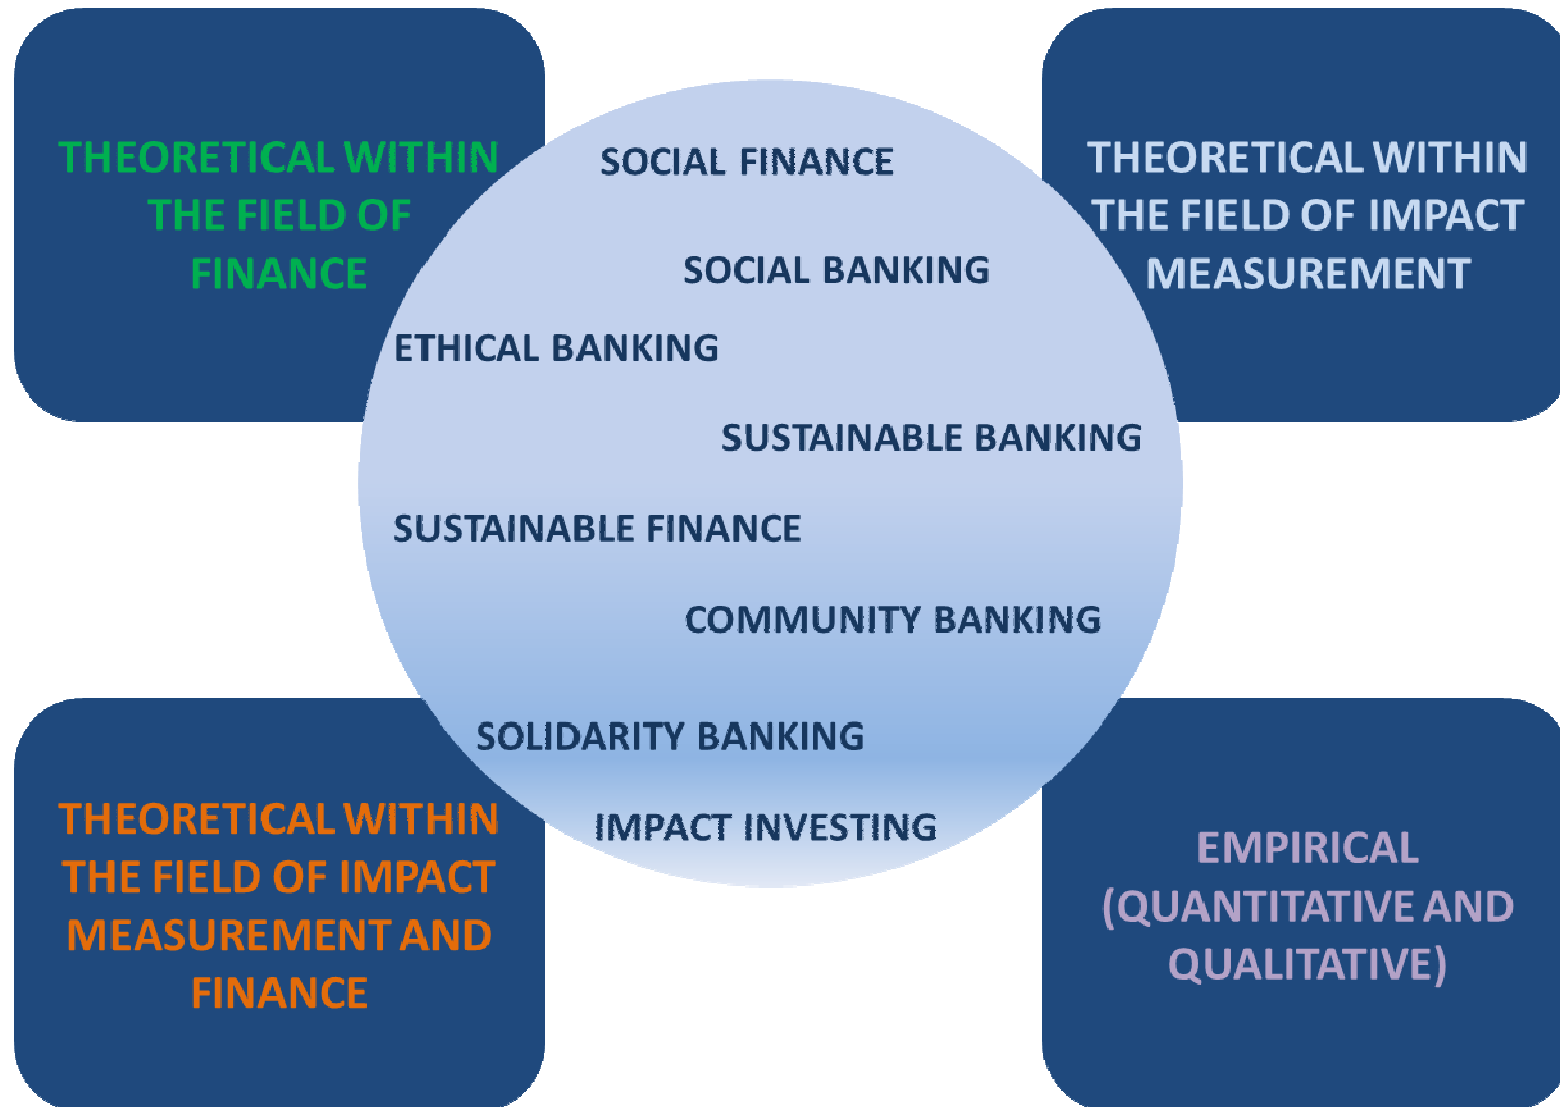 THEORETICAL WITHIN
THE FIELD OF
FINANCE
THEORETICAL WITHIN
THE FIELD OF IMPACT
MEASUREMENT
SOCIAL FINANCE
SOCIAL BANKING
ETHICAL BANKING
SUSTAINABLE BANKING
SUSTAINABLE FINANCE
COMMUNITY BANKING
SOLIDARITY BANKING
IMPACT INVESTING
THEORETICAL WITHIN
THE FIELD OF IMPACT
MEASUREMENT AND
FINANCE
EMPIRICAL
(QUANTITATIVE AND
QUALITATIVE)